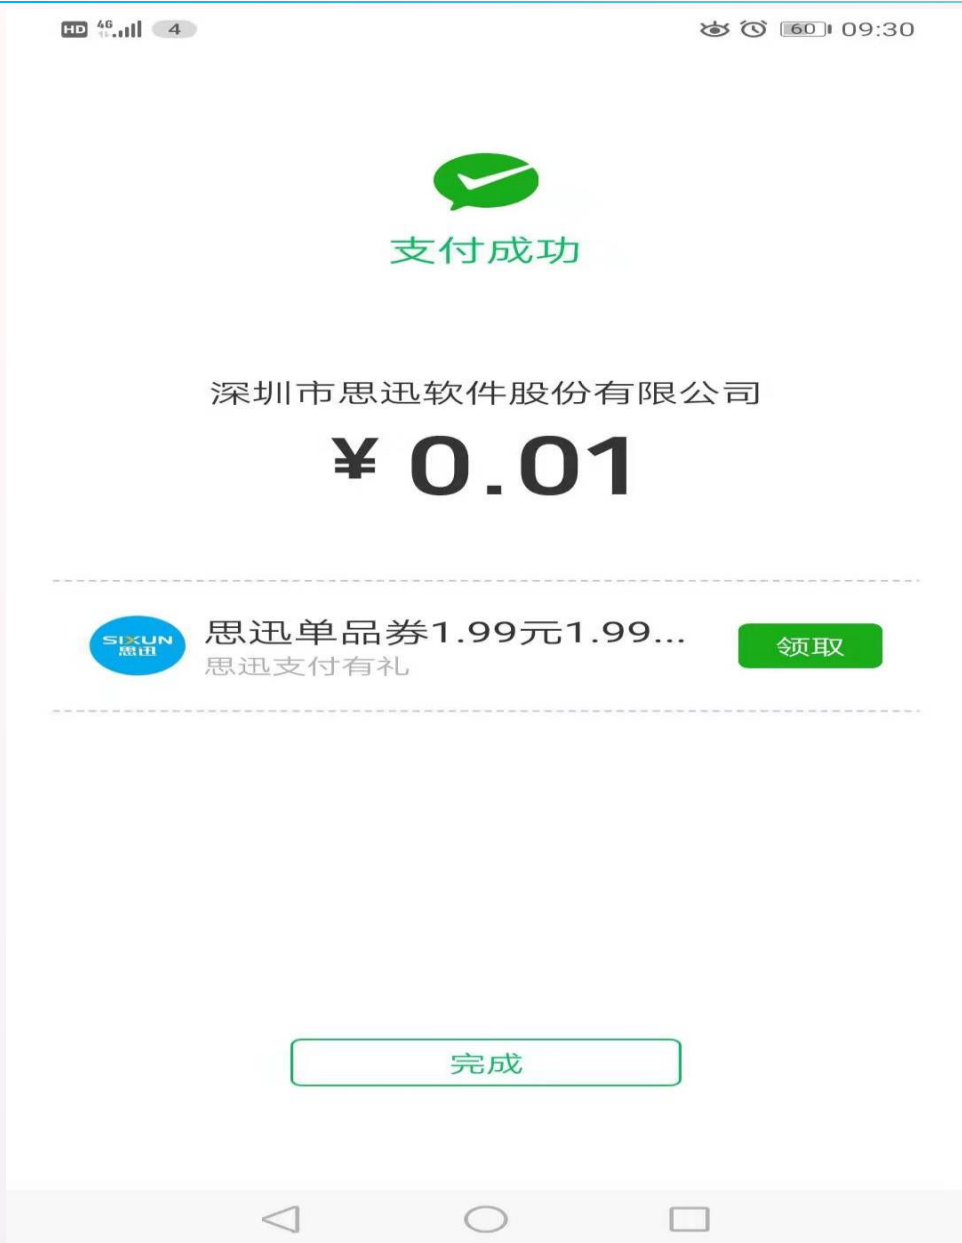 HD 4G 4 60 09:30
支付成功
深圳市思迅软件股份有限公司
¥0.01
SIXUN
思迅
思迅单品券1.99元1.99...
思迅支付有礼
领取
完成